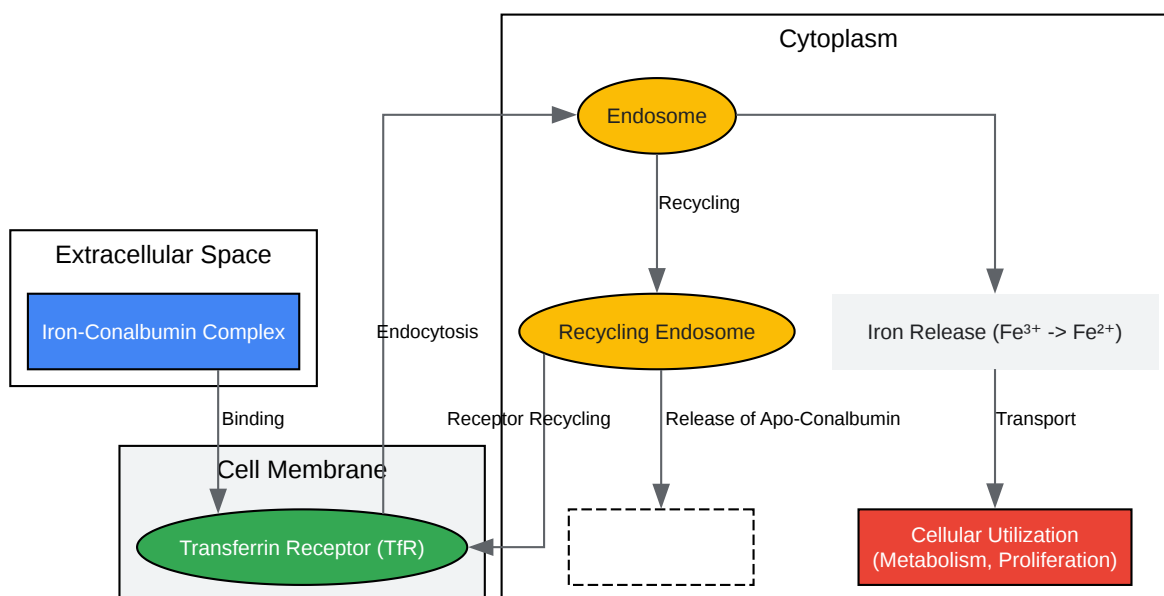 Cytoplasm
Endosome
Recycling
Extracellular Space
Iron-Conalbumin Complex
Endocytosis
Recycling Endosome
Iron Release (Fe³⁺ -> Fe²⁺)
Binding
Receptor Recycling
Release of Apo-Conalbumin
Transport
Cell Membrane
Transferrin Receptor (TfR)
Cellular Utilization
(Metabolism, Proliferation)